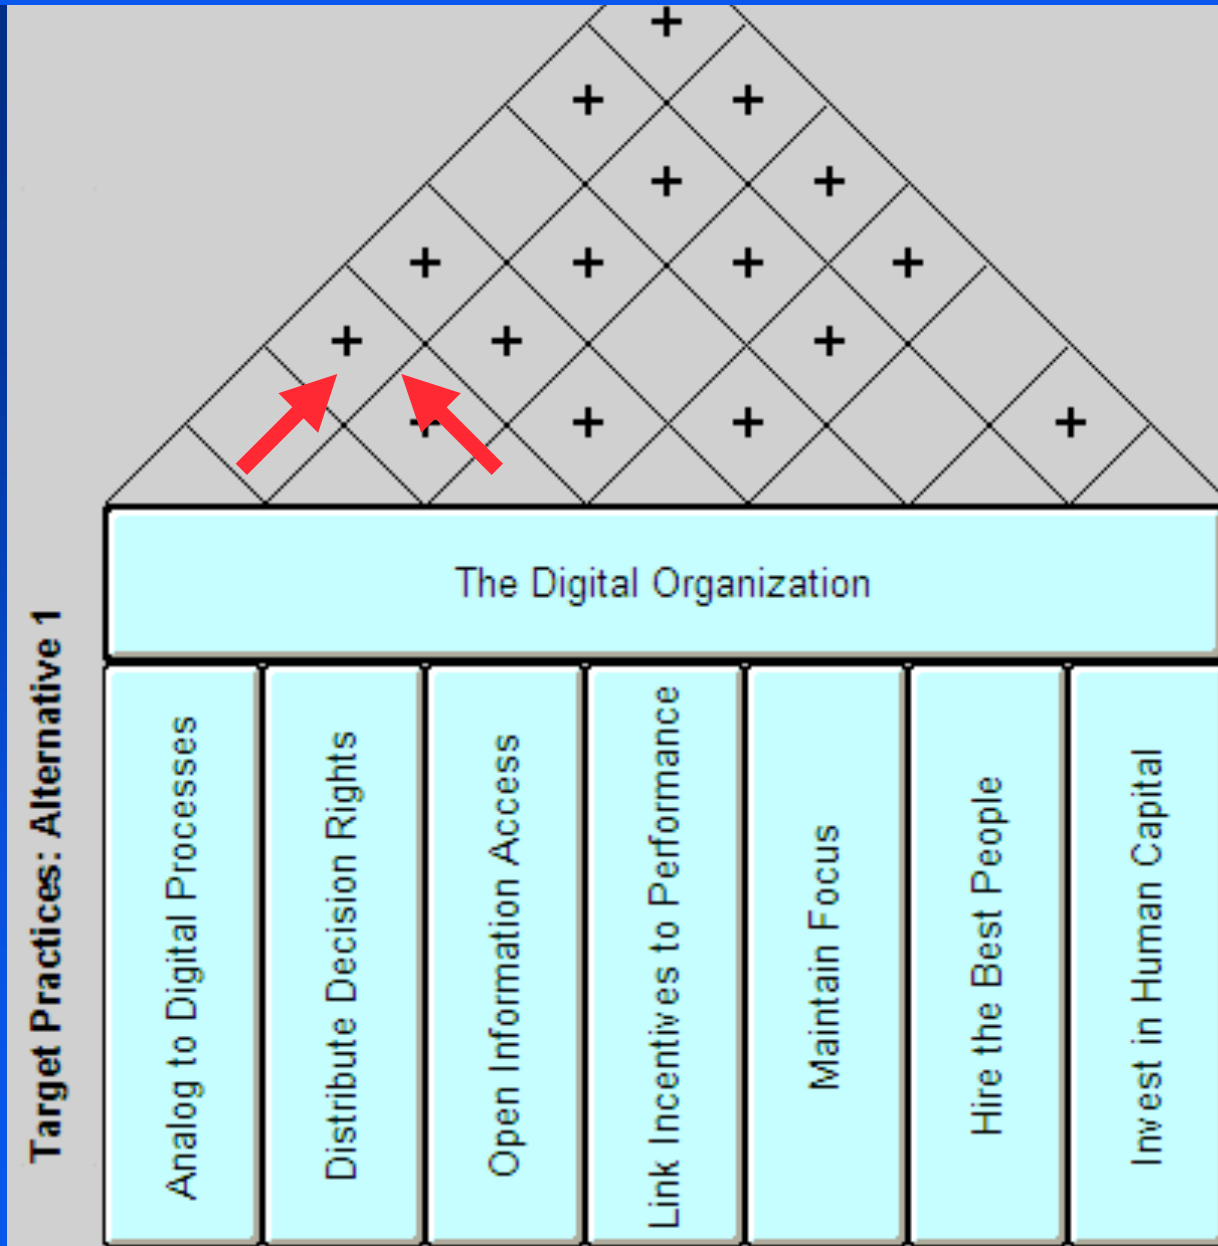 +
+ +
+ +
+ + + +
+ + +
+ + + +
The Digital Organization
Target Practices: Alternative 1
Analog to Digital Processes
Distribute Decision Rights
Open Information Access
Link Incentives to Performance
Maintain Focus
Hire the Best People
Invest in Human Capital